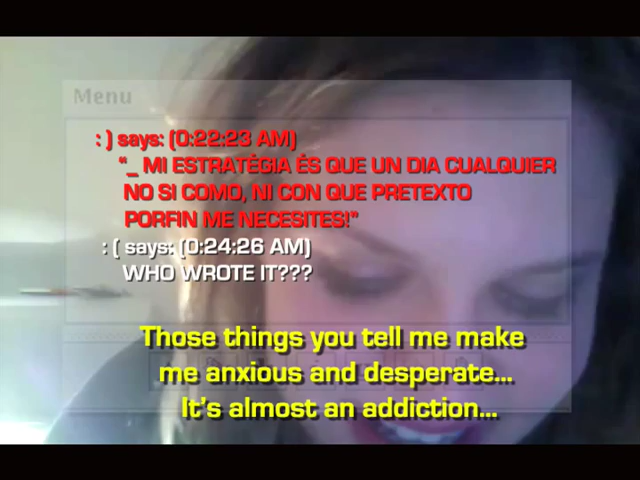 Menu
: ) says: (0:22:23 AM)
"_ MI ESTRATÉGIA ÉS QUE UN DIA CUALQUIER
NO SI COMO, NI CON QUE PRETEXTO
PORFIN ME NECESITES!"
: ( says: (0:24:26 AM)
WHO WROTE IT???
Those things you tell me make
me anxious and desperate...
It's almost an addiction...